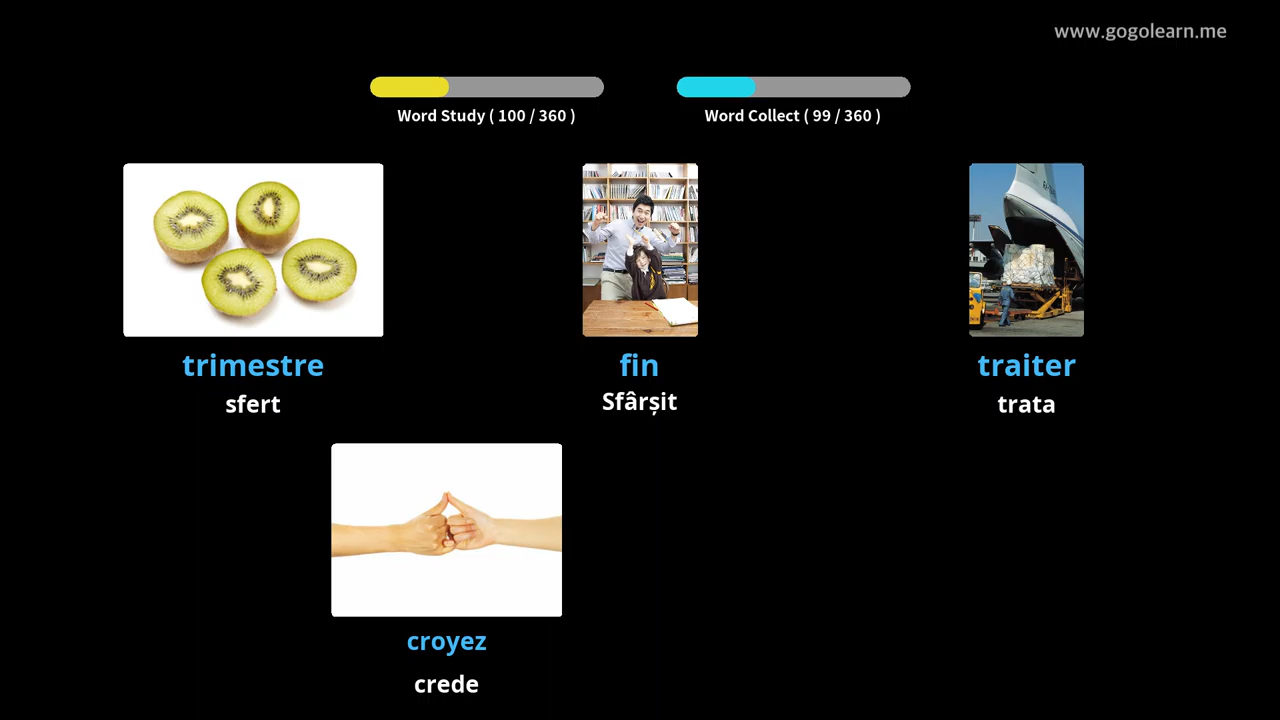 www.gogolearn.me
Word Study ( 100 / 360 )
Word Collect ( 99 / 360 )
trimestre
sfert
fin
Sfârșit
traiter
trata
croyez
crede